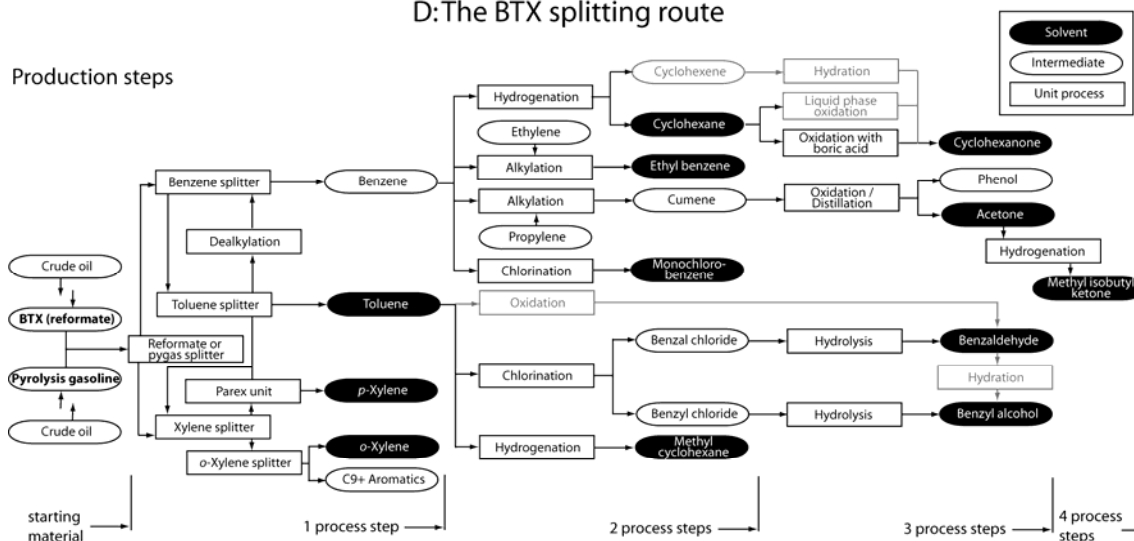 D: The BTX splitting route
Production steps
Solvent
Intermediate
Unit process
Cyclohexene
Hydration
Hydrogenation
Liquid phase
oxidation
Ethylene
Cyclohexane
Oxidation with
boric acid
Cyclohexanone
Benzene splitter
Benzene
Alkylation
Ethyl benzene
Phenol
Alkylation
Cumene
Oxidation /
Distillation
Acetone
Dealkylation
Propylene
Hydrogenation
Crude oil
Chlorination
Monochloro-
benzene
Methyl isobutyl
ketone
Toluene splitter
Toluene
Oxidation
BTX (reformate)
Reformate or
pygas splitter
Benzal chloride
Hydrolysis
Benzaldehyde
Pyrolysis gasoline
Parex unit
p-Xylene
Chlorination
Hydration
Crude oil
Xylene splitter
Benzyl chloride
Hydrolysis
Benzyl alcohol
o-Xylene
Hydrogenation
Methyl
cyclohexane
o-Xylene splitter
C9+ Aromatics
starting
material
1 process step
2 process steps
3 process steps
4 process
steps